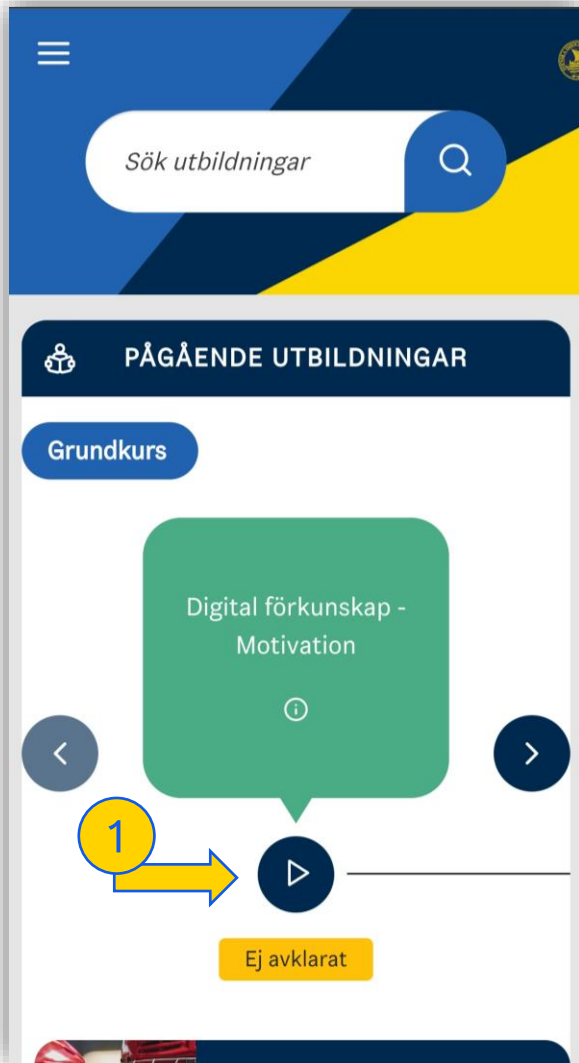 Sök utbildningar
PÅGÅENDE UTBILDNINGAR
Grundkurs
Digital förkunskap -
Motivation
1
Ej avklarat